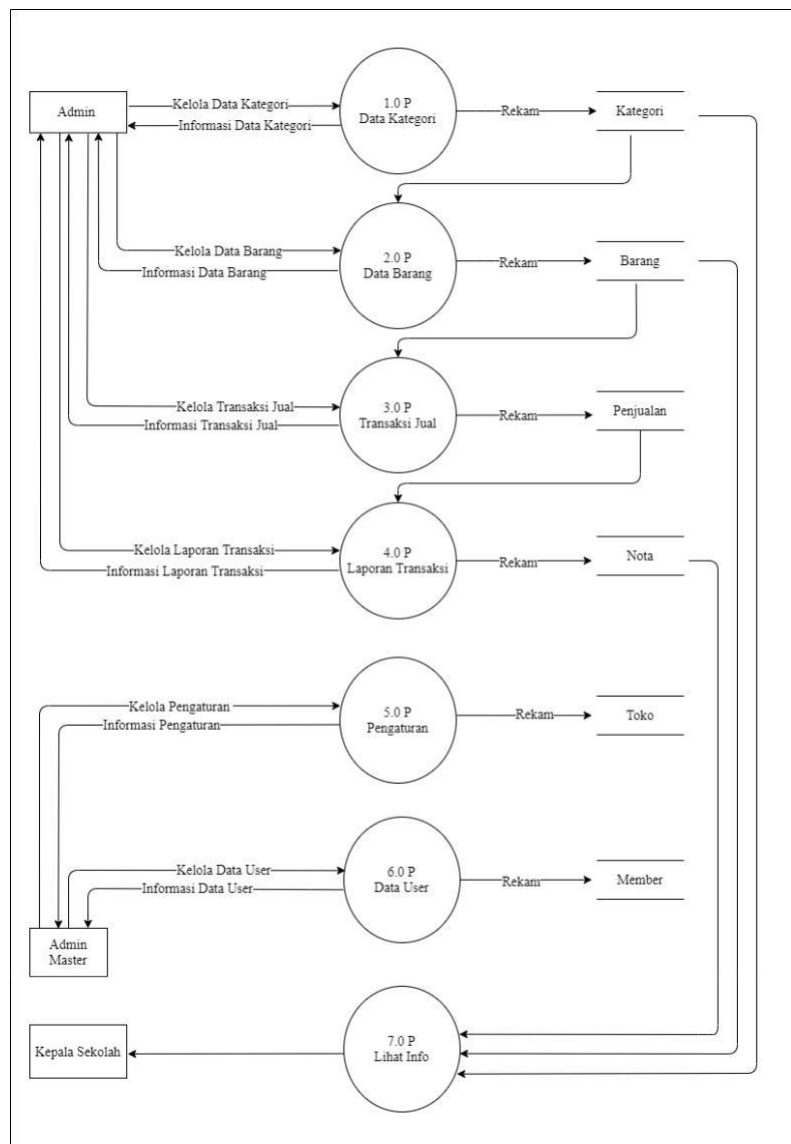 Admin
Kelola Data Kategori
Informasi Data Kategori
1.0 P
Data Kategori
Rekam
Kategori
Kelola Data Barang
Informasi Data Barang
2.0 P
Data Barang
Rekam
Barang
Kelola Transaksi Jual
Informasi Transaksi Jual
3.0 P
Transaksi Jual
Rekam
Penjualan
Kelola Laporan Transaksi
Informasi Laporan Transaksi
4.0 P
Laporan Transaksi
Rekam
Nota
Kelola Pengaturan
Informasi Pengaturan
5.0 P
Pengaturan
Rekam
Toko
Kelola Data User
Informasi Data User
6.0 P
Data User
Rekam
Member
Admin
Master
Kepala Sekolah
7.0 P
Lihat Info